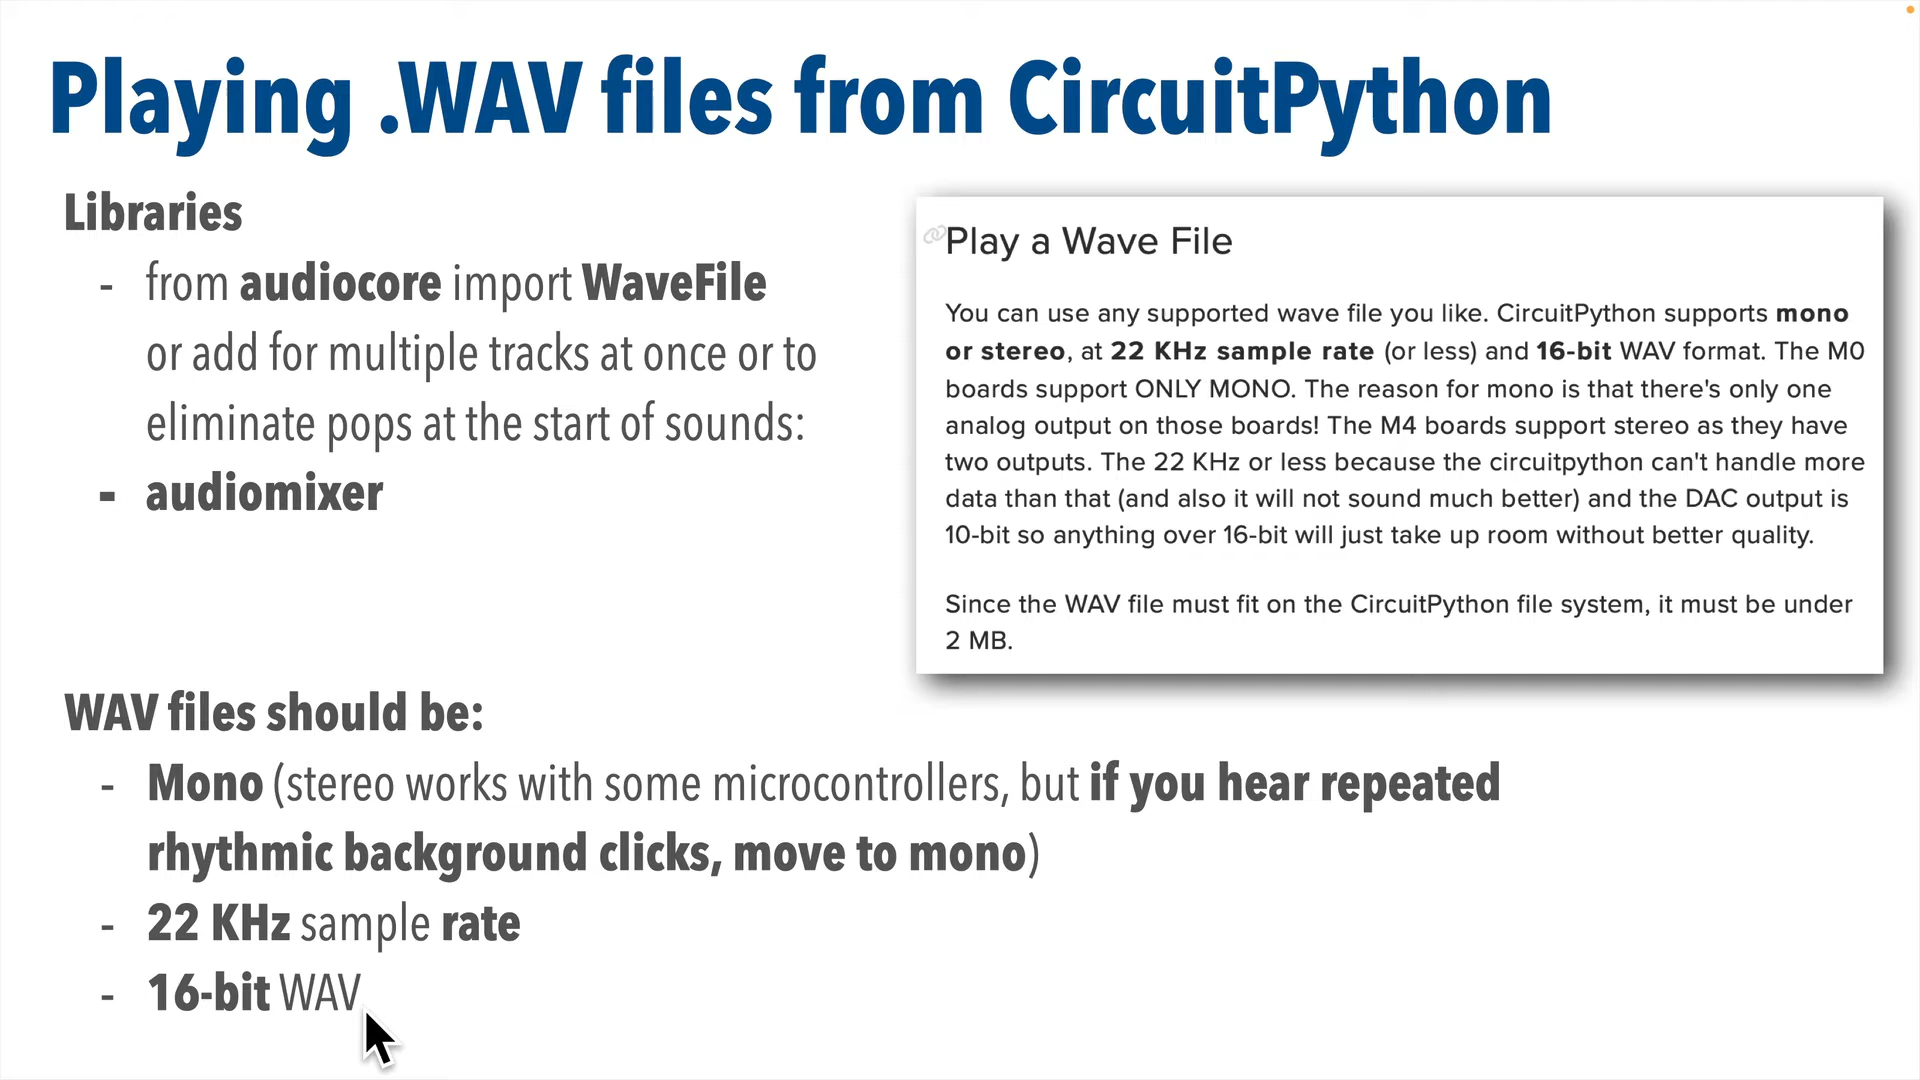 Playing .WAV files from CircuitPython
Libraries
- from audiocore import WaveFile
or add for multiple tracks at once or to
eliminate pops at the start of sounds:
- audiomixer
Play a Wave File
You can use any supported wave file you like. CircuitPython supports mono
or stereo, at 22 KHz sample rate (or less) and 16-bit WAV format. The M0
boards support ONLY MONO. The reason for mono is that there's only one
analog output on those boards! The M4 boards support stereo as they have
two outputs. The 22 KHz or less because the circuitpython can't handle more
data than that (and also it will not sound much better) and the DAC output is
10-bit so anything over 16-bit will just take up room without better quality.
Since the WAV file must fit on the CircuitPython file system, it must be under
2 MB.
WAV files should be:
- Mono (stereo works with some microcontrollers, but if you hear repeated
rhythmic background clicks, move to mono)
- 22 KHz sample rate
- 16-bit WAV